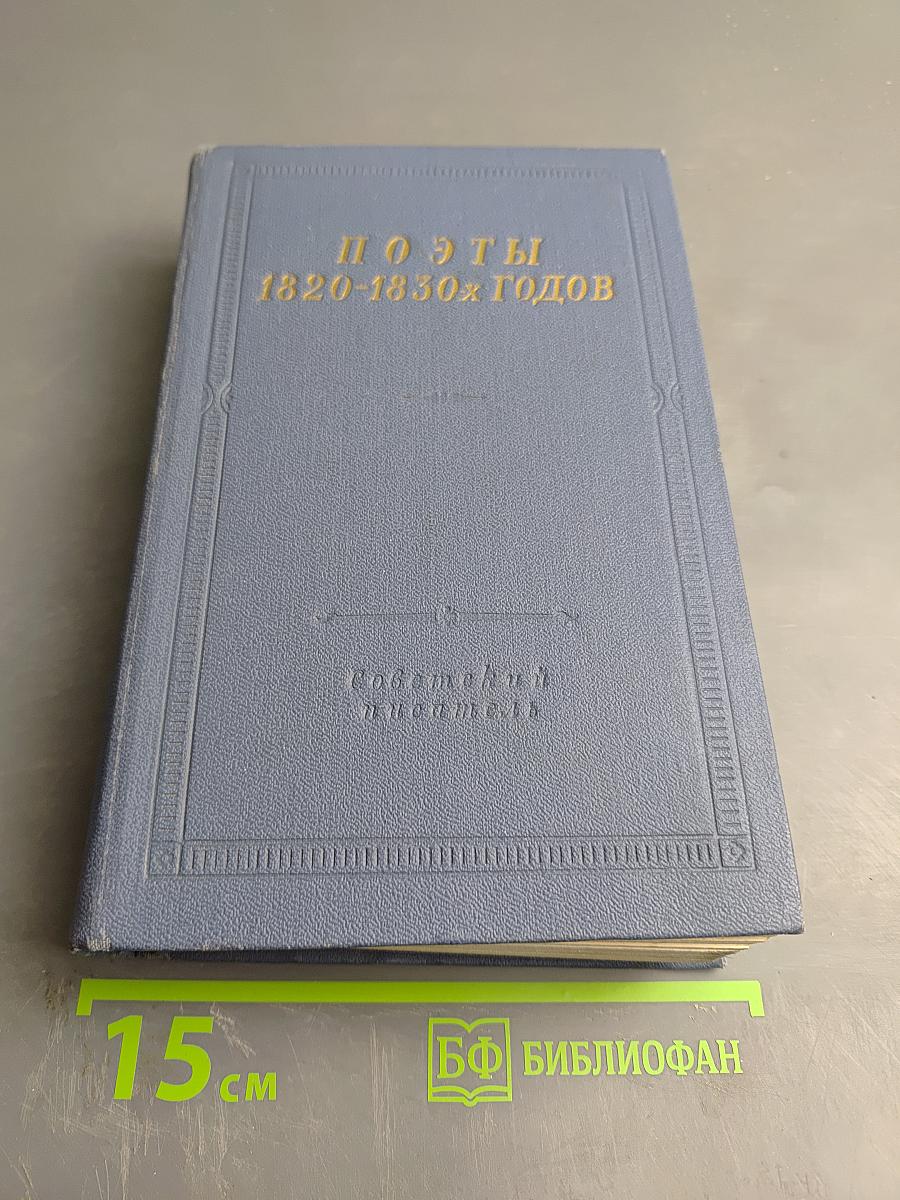 ПОЭТЫ
1820-1830х ГОДОВ
Советский
писатель
15 см
БФ БИБЛИОФАН